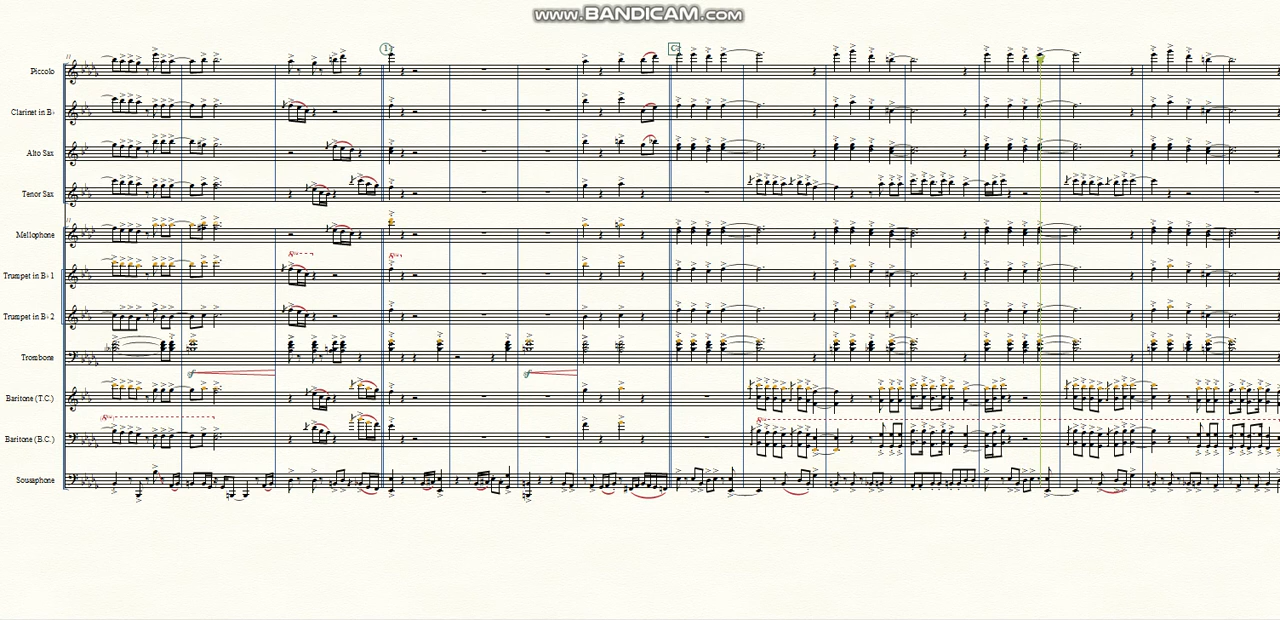 www.BANDICAM.com
Piccolo
Clarinet in B♭
Alto Sax
Tenor Sax
Mellophone
Trumpet in B♭ 1
Trumpet in B♭ 2
Trombone
Baritone (T.C.)
Baritone (B.C.)
Sousaphone